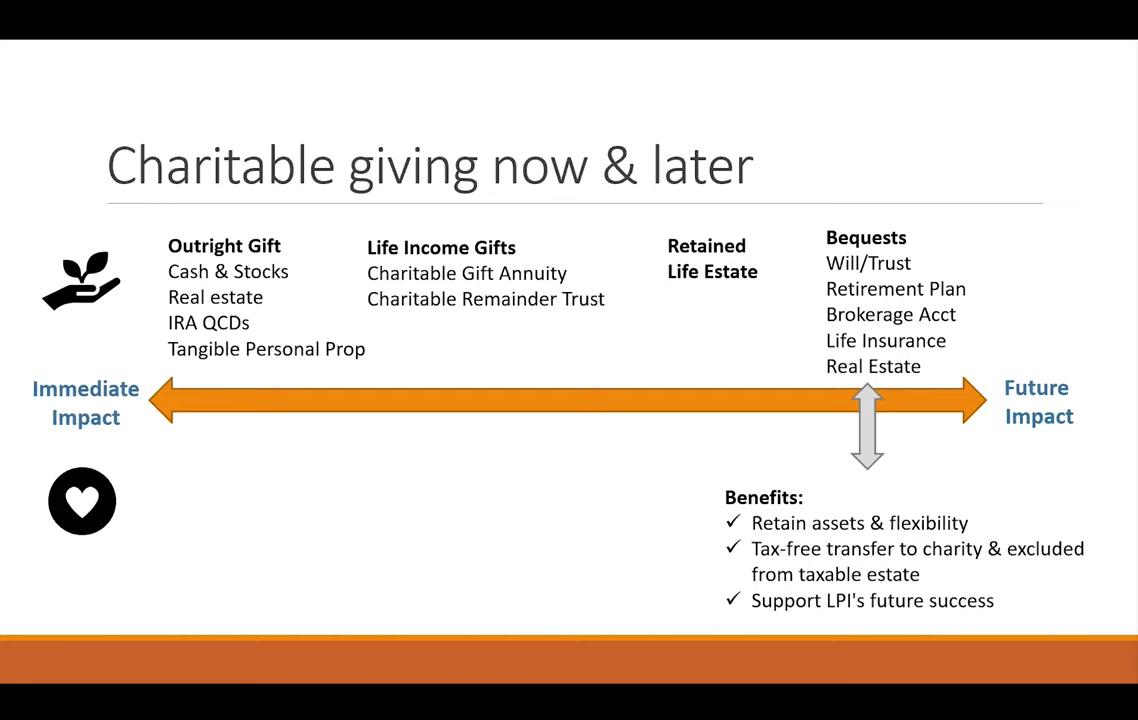 Charitable giving now & later
Outright Gift
Cash & Stocks
Real estate
IRA QCDs
Tangible Personal Prop
Life Income Gifts
Charitable Gift Annuity
Charitable Remainder Trust
Retained
Life Estate
Bequests
Will/Trust
Retirement Plan
Brokerage Acct
Life Insurance
Real Estate
Immediate
Impact
Future
Impact
Benefits:
✓ Retain assets & flexibility
✓ Tax-free transfer to charity & excluded
from taxable estate
✓ Support LPI's future success